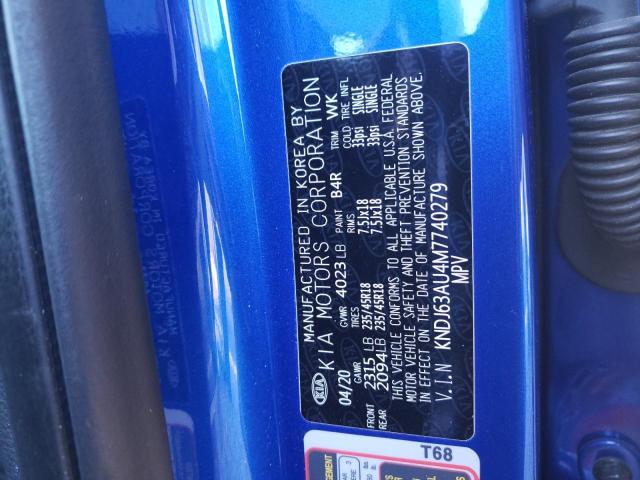 MANUFACTURED IN KOREA BY
KIA KIA MOTORS CORPORATION
04/20 GVWR 4023 LB PAINT B4R TRIM WK
GAWR TIRES RIMS COLD TIRE INFL
FRONT 2315 LB 235/45R18 7.5Jx18 33psi SINGLE
REAR 2094LB 235/45R18 7.5Jx18 33psi SINGLE
THIS VEHICLE CONFORMS TO ALL APPLICABLE U.S.A. FEDERAL
MOTOR VEHICLE SAFETY AND THEFT PREVENTION STANDARDS
IN EFFECT ON THE DATE OF MANUFACTURE SHOWN ABOVE.
V.I.N KNDJ63AU4M7740279
MPV
T68